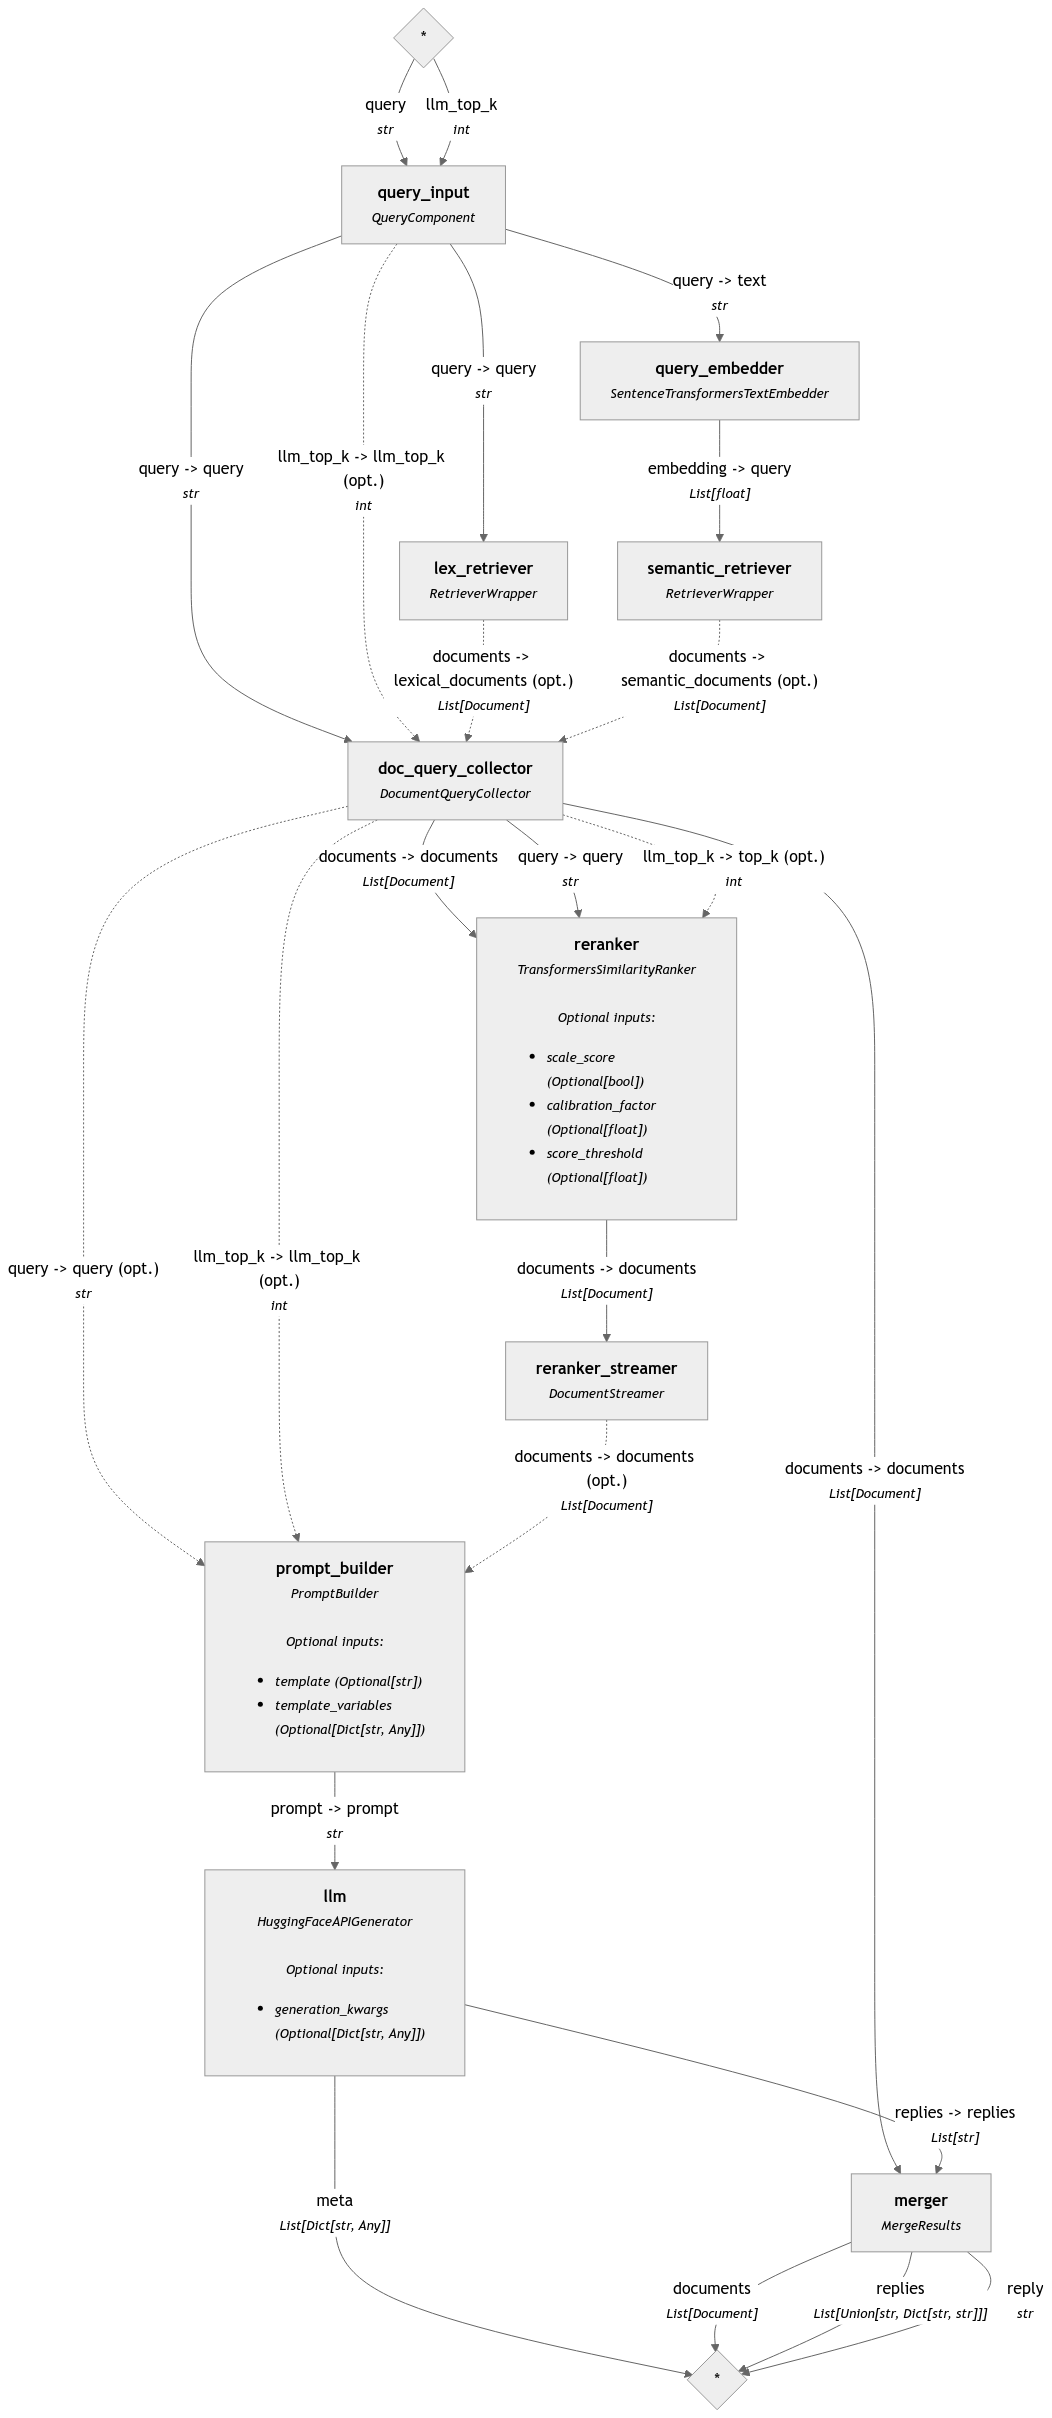 *
query
str
llm_top_k
int
query_input
QueryComponent
query -> text
str
query_embedder
SentenceTransformersTextEmbedder
query -> query
str
llm_top_k -> llm_top_k
(opt.)
int
query -> query
str
embedding -> query
List[float]
lex_retriever
RetrieverWrapper
semantic_retriever
RetrieverWrapper
documents ->
lexical_documents (opt.)
List[Document]
documents ->
semantic_documents (opt.)
List[Document]
doc_query_collector
DocumentQueryCollector
documents -> documents
List[Document]
query -> query
str
llm_top_k -> top_k (opt.)
int
reranker
TransformersSimilarityRanker
Optional inputs:
• scale_score
(Optional[bool])
• calibration_factor
(Optional[float])
• score_threshold
(Optional[float])
query -> query (opt.)
str
llm_top_k -> llm_top_k
(opt.)
int
documents -> documents
List[Document]
reranker_streamer
DocumentStreamer
documents -> documents
(opt.)
List[Document]
documents -> documents
List[Document]
prompt_builder
PromptBuilder
Optional inputs:
• template (Optional[str])
• template_variables
(Optional[Dict[str, Any]])
prompt -> prompt
str
llm
HuggingFaceAPIGenerator
Optional inputs:
• generation_kwargs
(Optional[Dict[str, Any]])
replies -> replies
List[str]
merger
MergeResults
meta
List[Dict[str, Any]]
documents
List[Document]
replies
List[Union[str, Dict[str, str]]]
reply
str
*